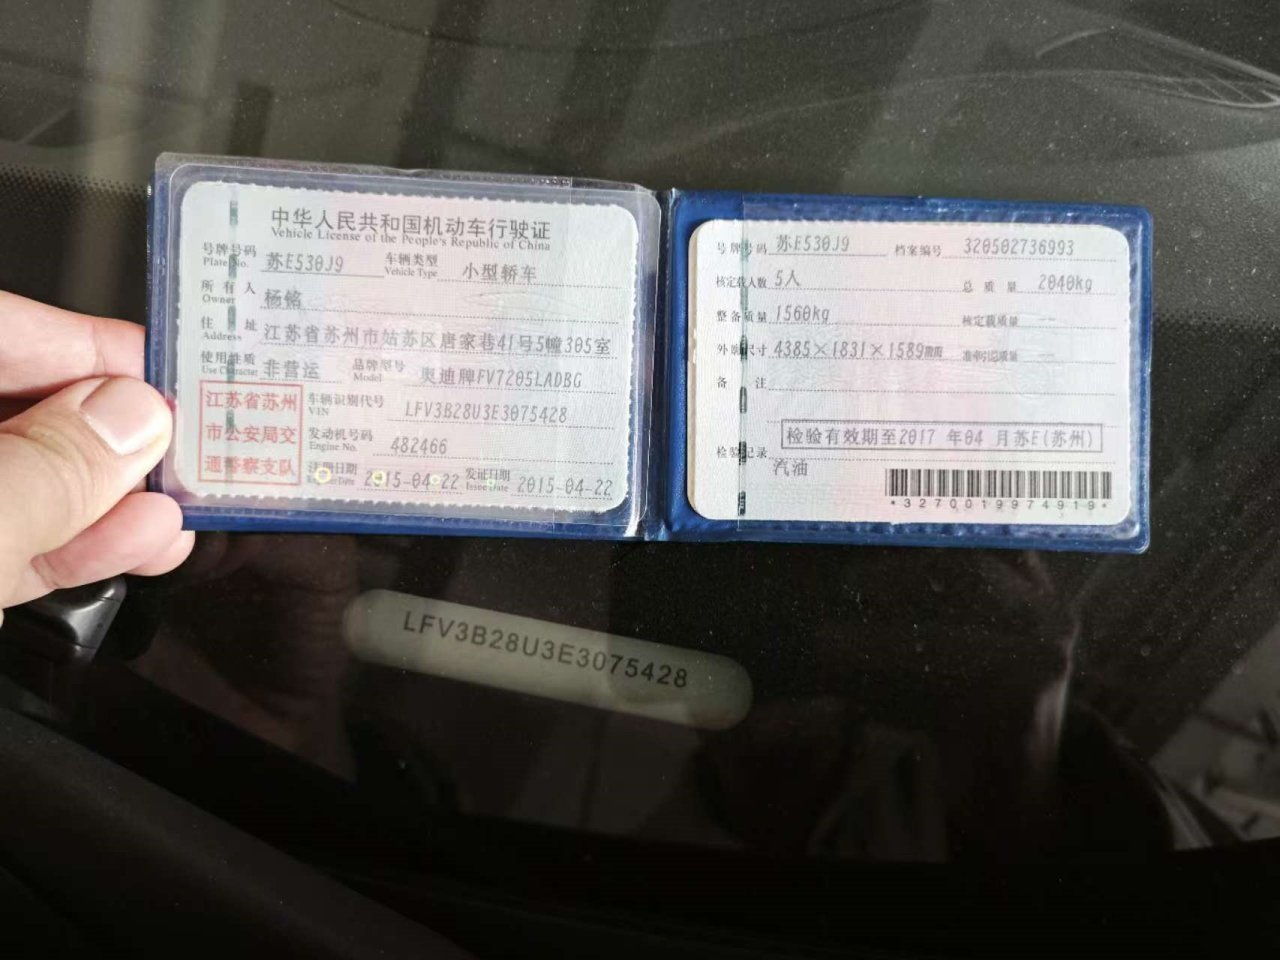 中华人民共和国机动车行驶证
Vehicle License of the People's Republic of China
号牌号码 苏E530J9 车辆类型 小型轿车
Plate No. Vehicle Type
所有人 杨铭
Owner
住址 江苏省苏州市姑苏区唐家巷41号5幢305室
Address
使用性质 非营运 品牌型号 奥迪牌FV7205LADBG
Use Character Model
江苏省苏州
市公安局交
通警察支队
车辆识别代号 LFV3B28U3E3075428
VIN
发动机号码 482466
Engine No.
注册日期 2015-04-22 发证日期 2015-04-22
Issue Date
号牌号码 苏E530J9 档案编号 320502736993
核定载人数 5人 总质量 2040kg
整备质量 1560kg 核定载质量 --
外廓尺寸 4385×1831×1589mm 准牵引总质量 --
备注
检验有效期至2017 年04 月苏E(苏州)
检验记录
汽油
*3270019974919*
LFV3B28U3E3075428